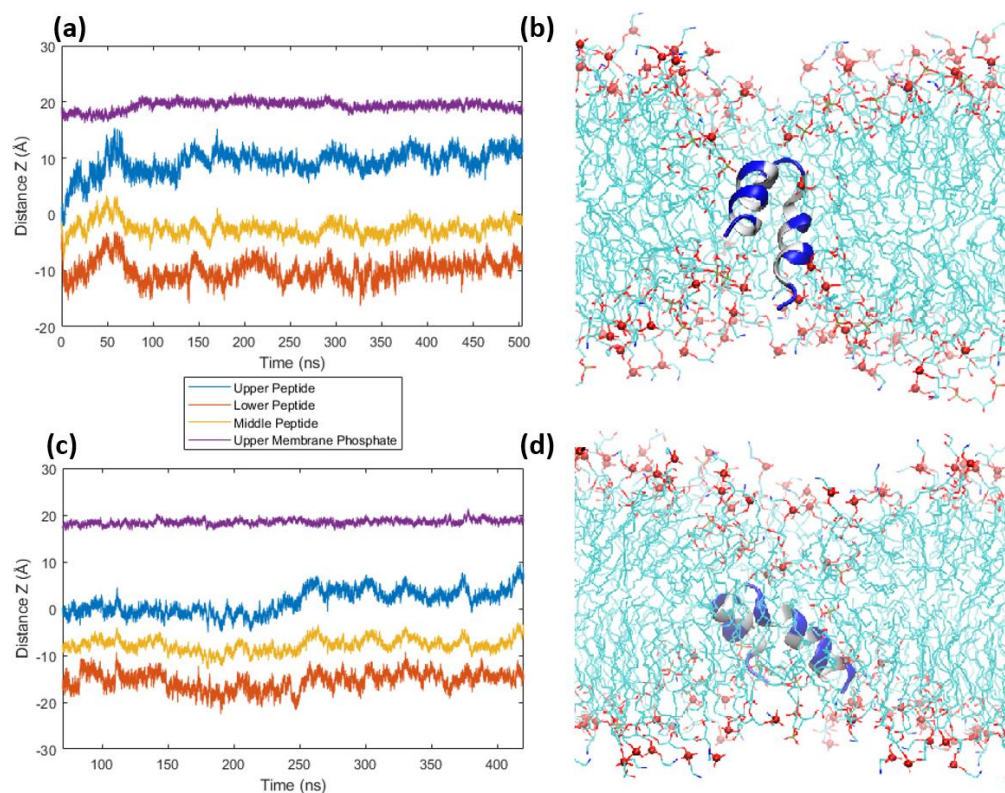 (a)
30
20
10
0
-10
-20
Distance Z (Å)
0 50 100 150 200 250 300 350 400 450 500
Time (ns)
(b)
Upper Peptide
Lower Peptide
Middle Peptide
Upper Membrane Phosphate
(c)
30
20
10
0
-10
-20
-30
Distance Z (Å)
100 150 200 250 300 350 400
Time (ns)
(d)